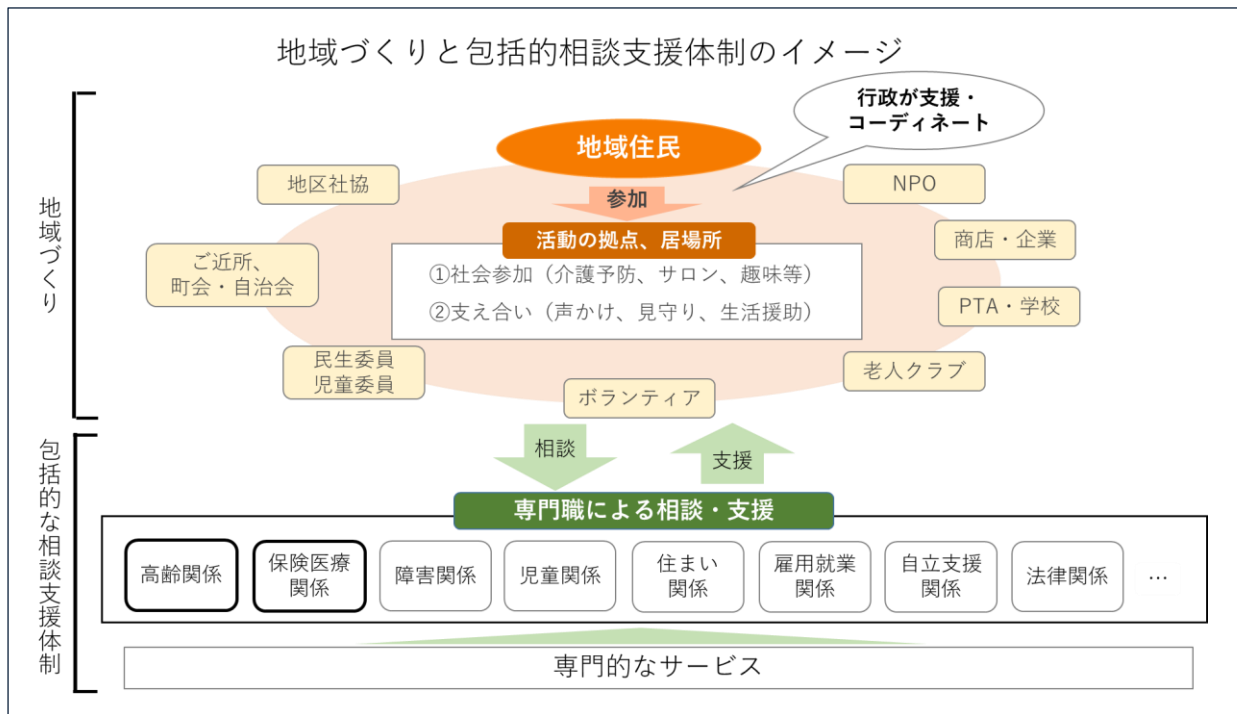 地域づくりと包括的相談支援体制のイメージ
行政が支援・
コーディネート
地域づくり
地域住民
参加
地区社協
NPO
活動の拠点、居場所
商店・企業
ご近所、
町会・自治会
①社会参加（介護予防、サロン、趣味等）
②支え合い（声かけ、見守り、生活援助）
PTA・学校
民生委員
児童委員
老人クラブ
ボランティア
包括的な相談支援体制
相談
支援
専門職による相談・支援
高齢関係
保険医療
関係
障害関係
児童関係
住まい
関係
雇用就業
関係
自立支援
関係
法律関係
…
専門的なサービス